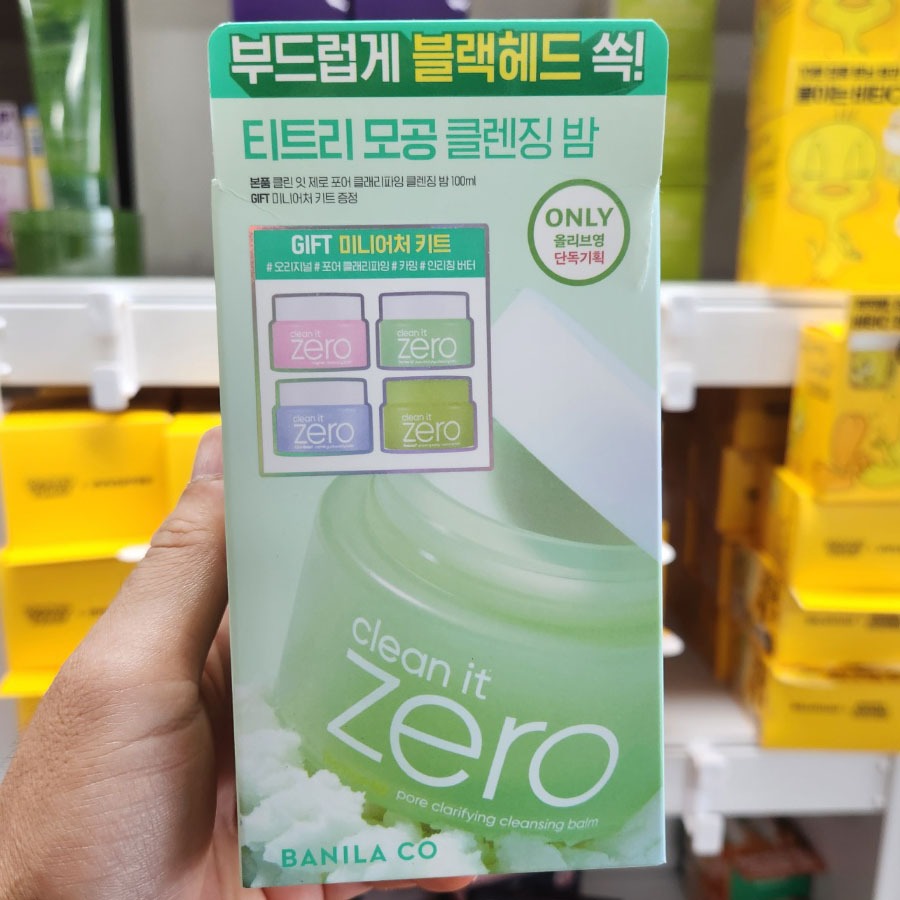 부드럽게 블랙헤드 쏙!
티트리 모공 클렌징 밤
본품 클린 잇 제로 포어 클래리파잉 클렌징 밤 100ml
GIFT 미니어처 키트 증정
ONLY
올리브영
단독기획
GIFT 미니어처 키트
# 오리지널 # 포어 클래리파잉 # 카밍 # 인리칭 버터
clean it
zero
clean it
zero
clean it
zero
clean it
zero
clean it
zero
pore clarifying cleansing balm
BANILA CO